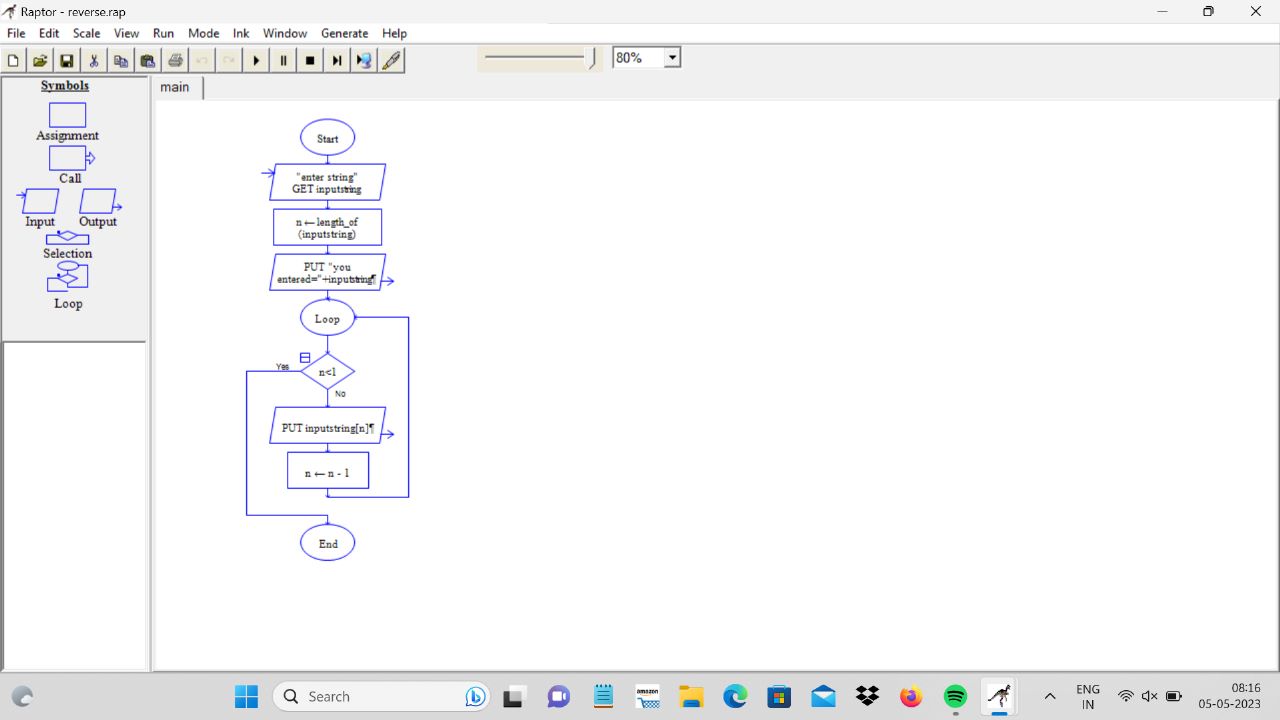 Raptor - reverse.rap
File Edit Scale View Run Mode Ink Window Generate Help
80%
Symbols
Assignment
Call
Input Output
Selection
Loop
main
Start
"enter string"
GET inputstring
n ← length_of
(inputstring)
PUT "you
entered="+inputstring¶
Loop
Yes
n<1
No
PUT inputstring[n]¶
n ← n - 1
End
Search
amazon
ENG
IN
08:16
05-05-2023